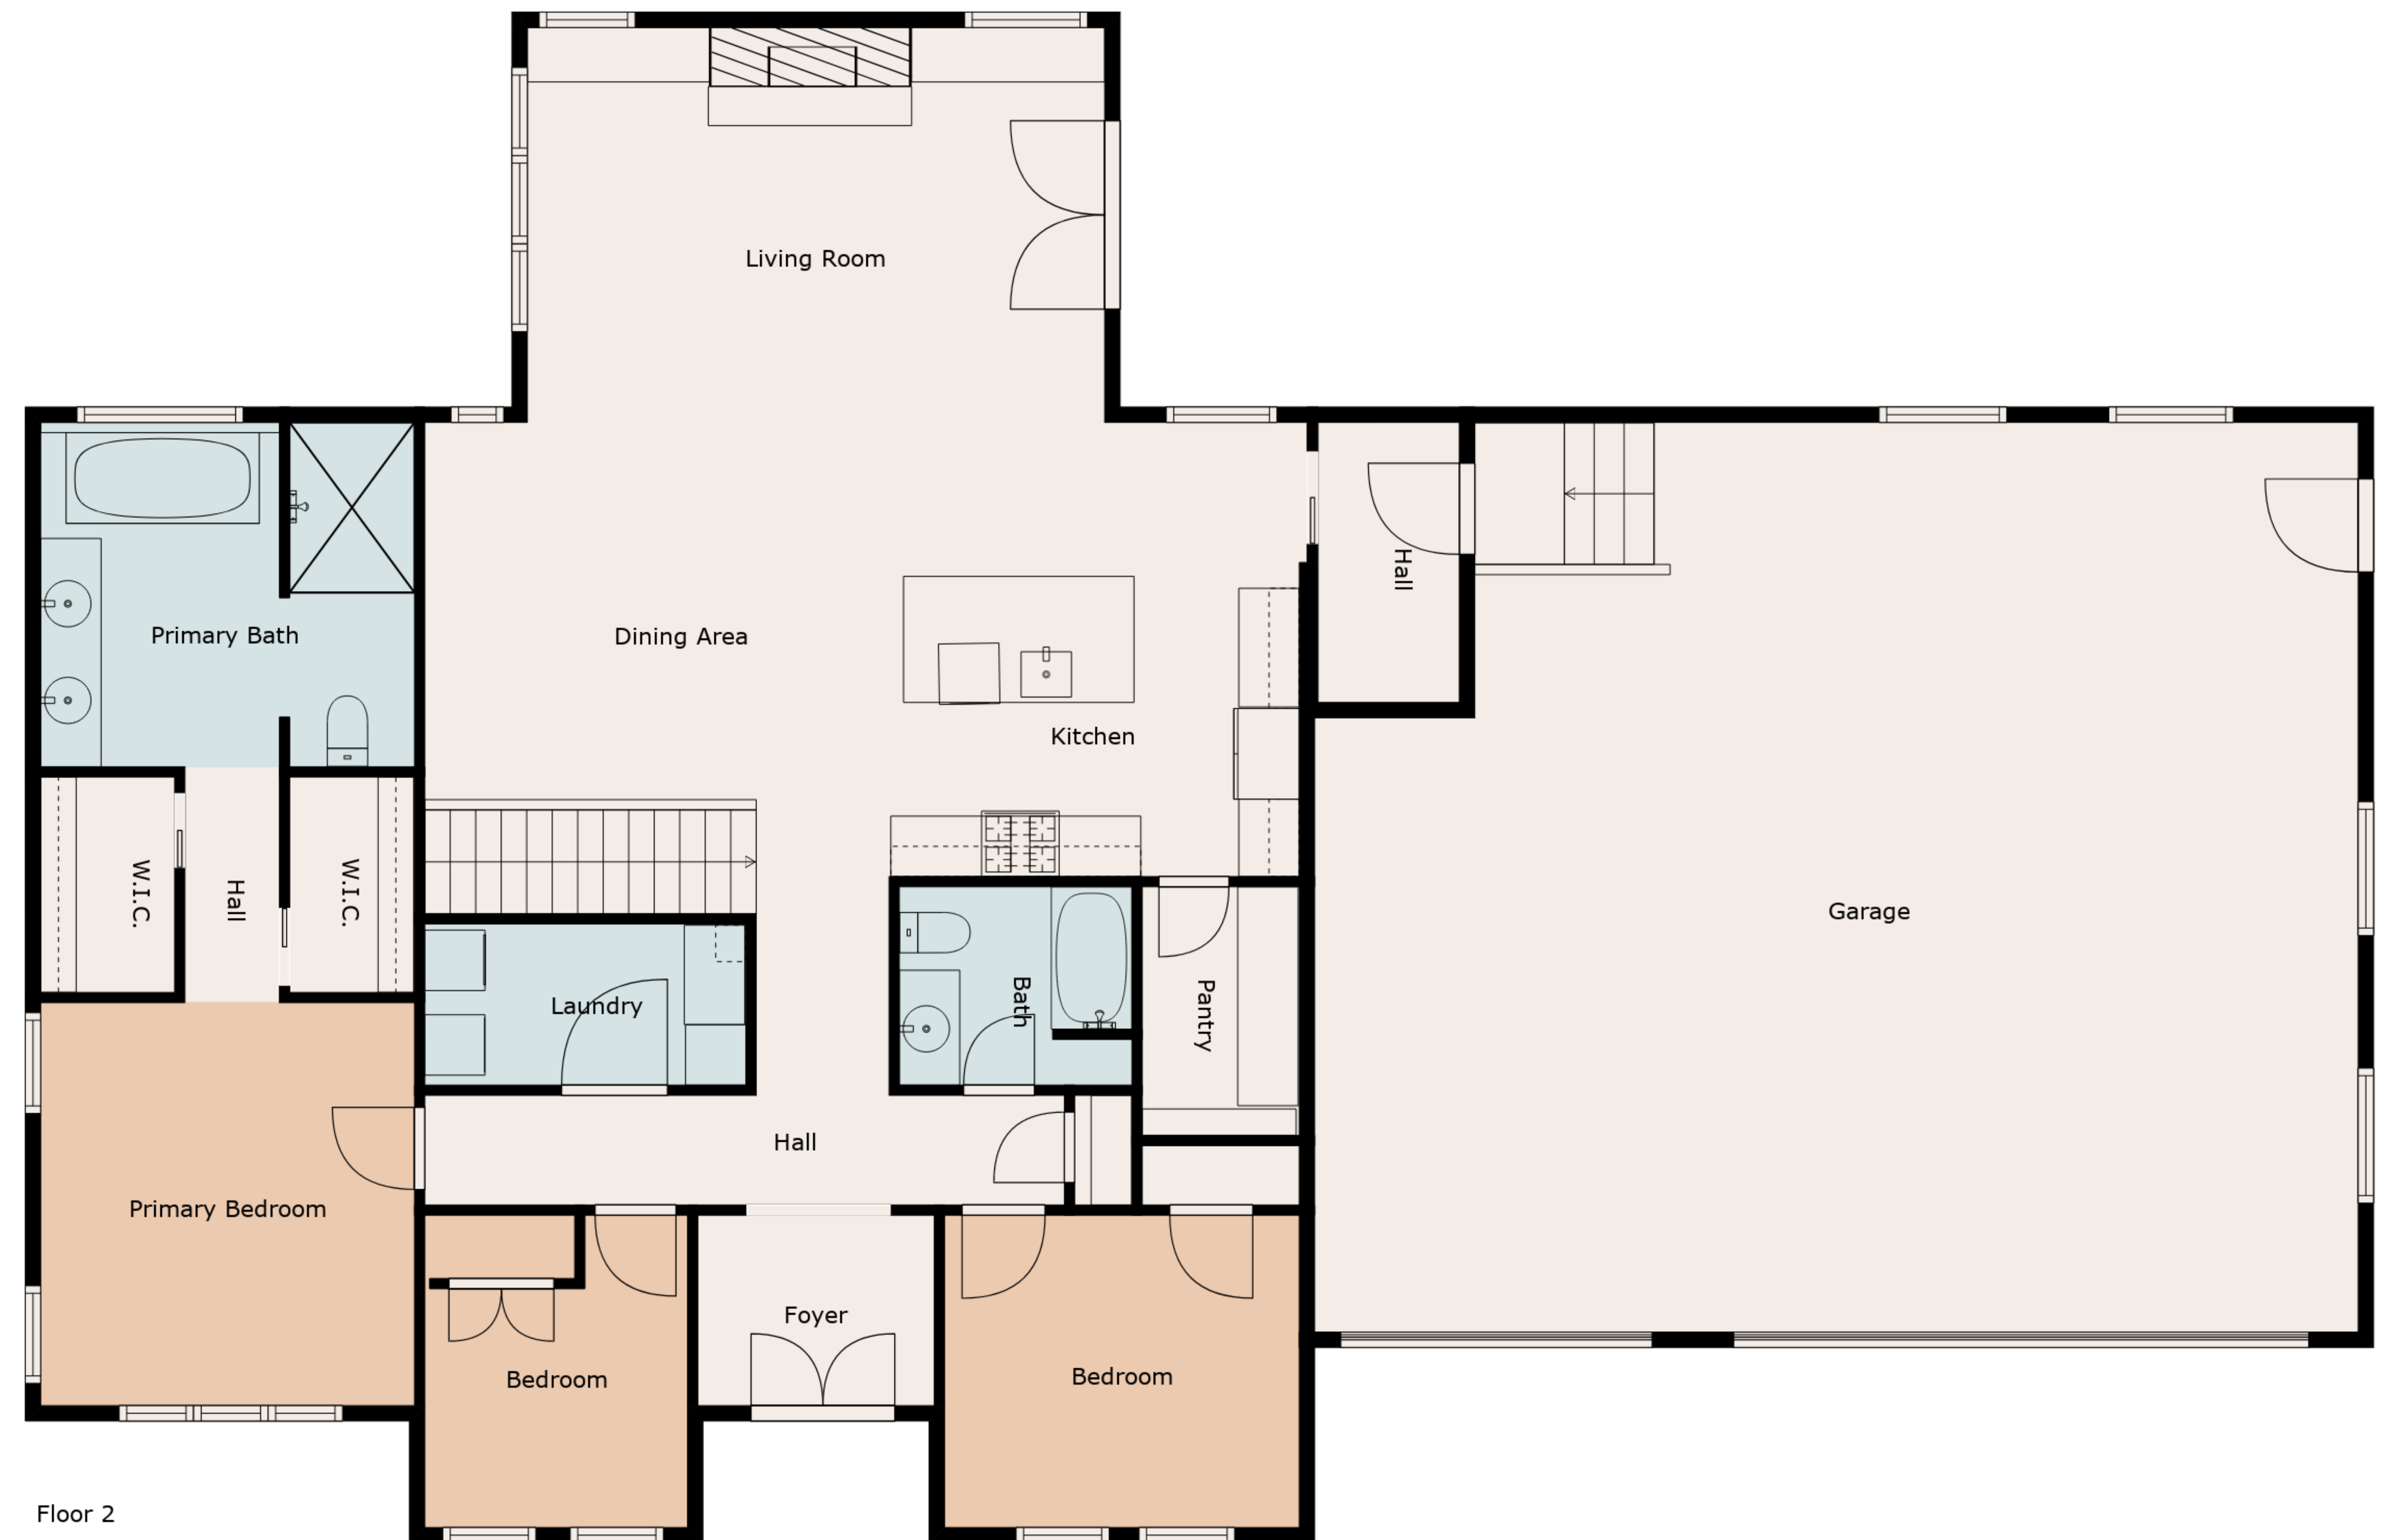 Living Room
Hall
Primary Bath
Dining Area
Kitchen
W.I.C.
Hall
W.I.C.
Garage
Laundry
Bath
Pantry
Hall
Primary Bedroom
Foyer
Bedroom
Bedroom
Floor 2